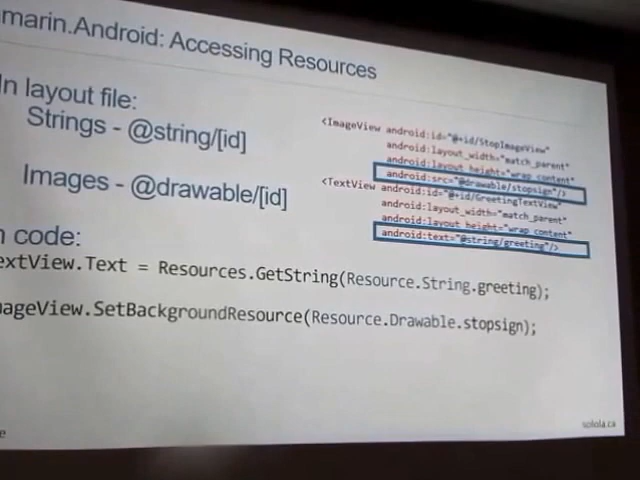 marin.Android: Accessing Resources
In layout file:
Strings - @string/[id]
Images - @drawable/[id]
<ImageView android:id="@+id/StopImageView"
android:layout_width="match_parent"
android:layout_height="wrap_content"
android:src="@drawable/stopsign"/>
<TextView android:id="@+id/GreetingTextView"
android:layout_width="match_parent"
android:layout_height="wrap_content"
android:text="@string/greeting"/>
n code:
extView.Text = Resources.GetString(Resource.String.greeting);
mageView.SetBackgroundResource(Resource.Drawable.stopsign);
e
solola.ca